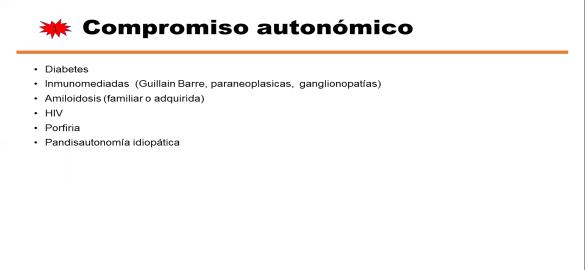 Compromiso autonómico
• Diabetes
• Inmunomediadas (Guillain Barre, paraneoplasicas, ganglionopatías)
• Amiloidosis (familiar o adquirida)
• HIV
• Porfiria
• Pandisautonomía idiopática